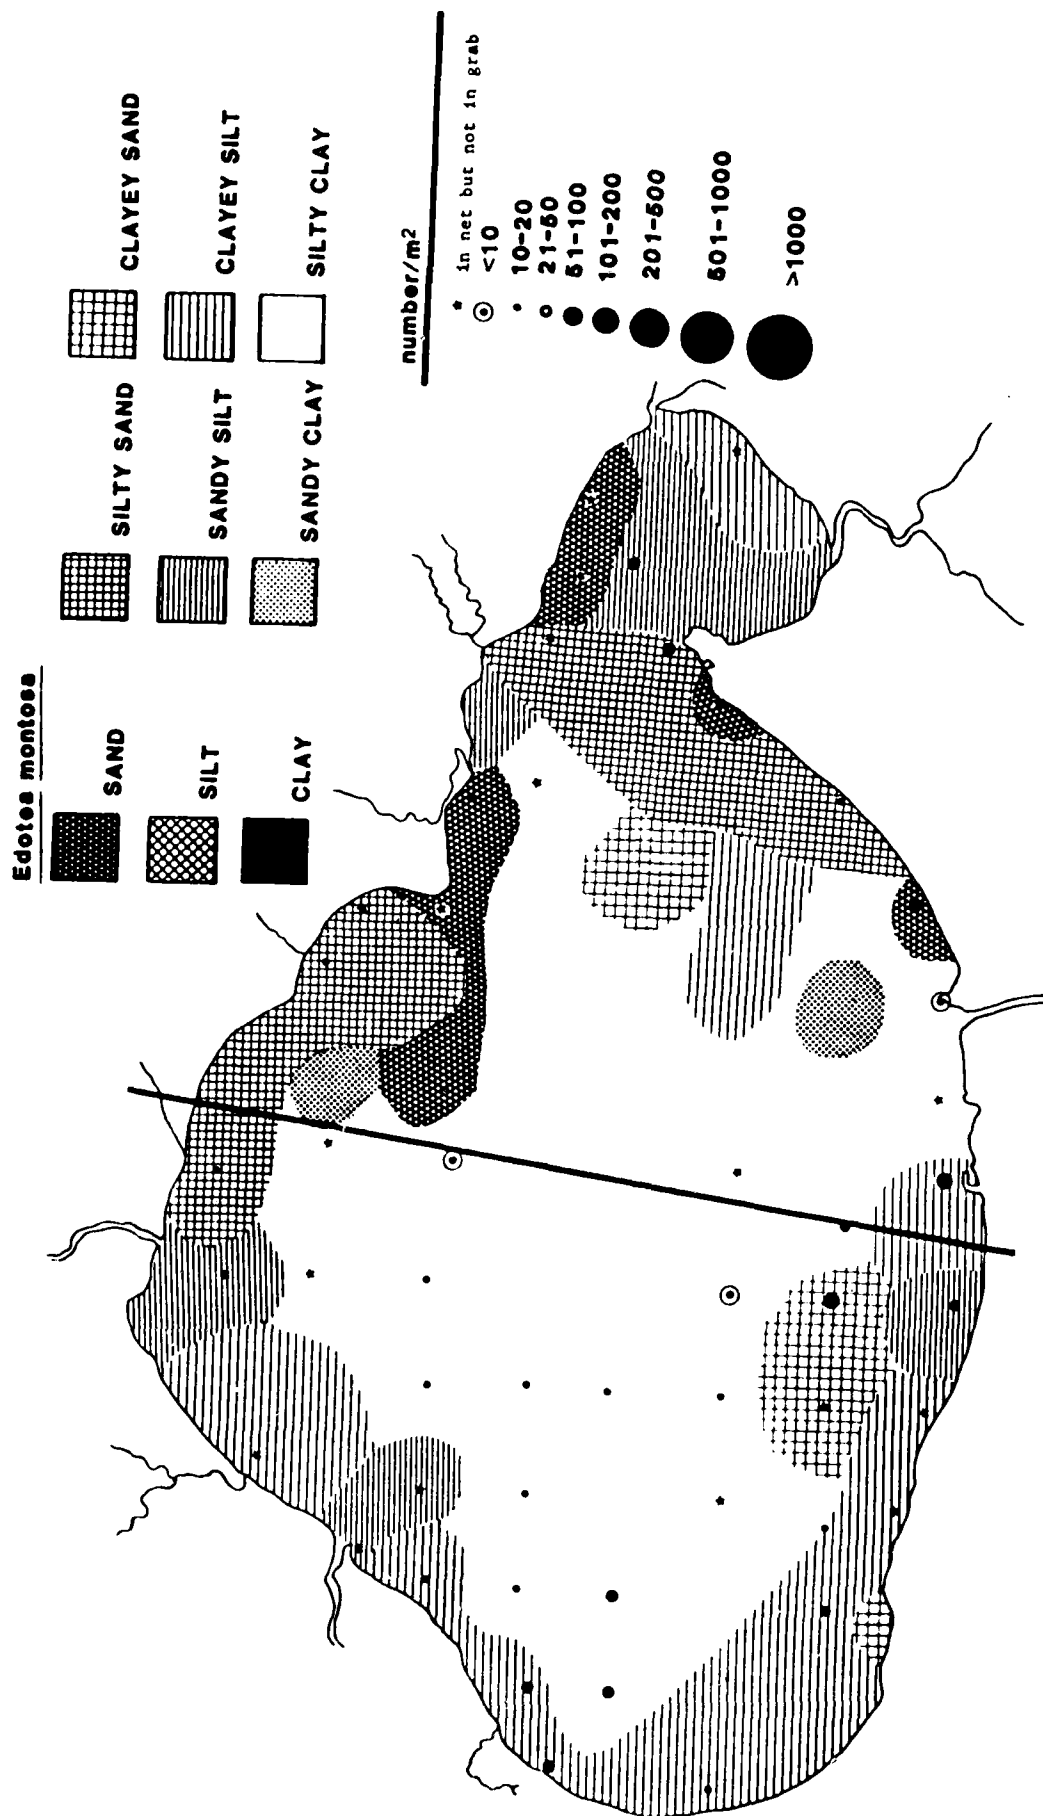 Edotea montosa
SAND
SILTY SAND
CLAYEY SAND
SILT
SANDY SILT
CLAYEY SILT
CLAY
SANDY CLAY
SILTY CLAY
number/m²
in net but not in grab
<10
10-20
21-50
51-100
101-200
201-500
501-1000
>1000